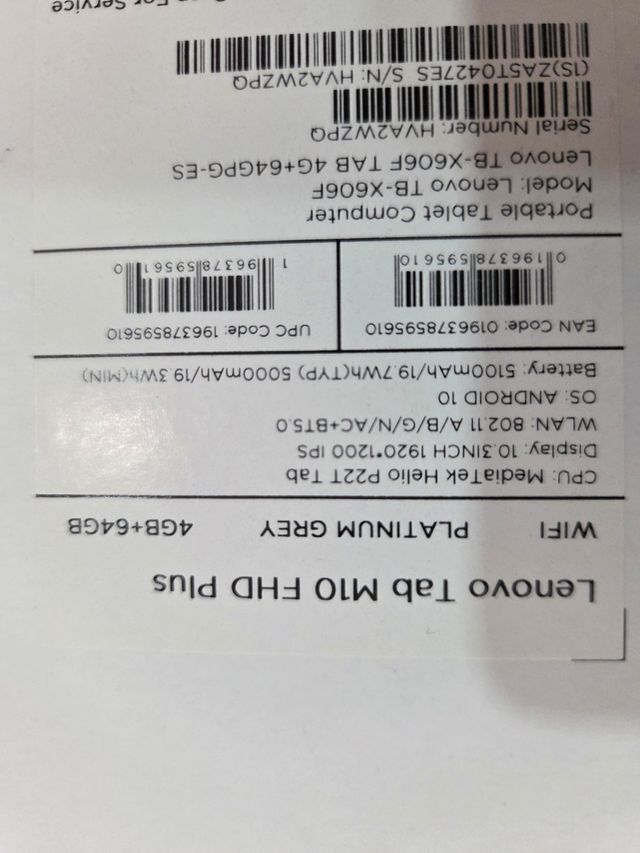 Lenovo Tab M10 FHD Plus
WIFI PLATINUM GREY 4GB+64GB
CPU: MediaTek Helio P22T Tab
Display: 10.3INCH 1920*1200 IPS
WLAN: 802.11 A/B/G/N/AC+BT5.0
OS: ANDROID 10
Battery: 5100mAh/19.7Wh(TYP) 5000mAh/19.3Wh(MIN)
EAN Code: 0196378595610 UPC Code: 196378595610
0 196378 595610 1 96378 59561 0
Portable Tablet Computer
Model: Lenovo TB-X606F
Lenovo TB-X606F TAB 4G+64GPG-ES
Serial Number: HVA2WZPQ
(1S)ZA5T0427ES S/N: HVA2WZPQ
For Service